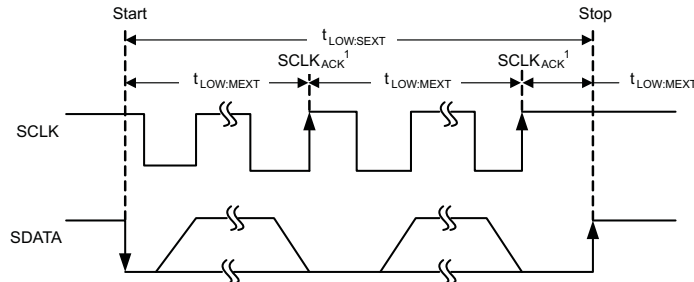 Start Stop
tLOW:SEXT
SCLKACK1 SCLKACK1
tLOW:MEXT tLOW:MEXT tLOW:MEXT
SCLK
SDATA